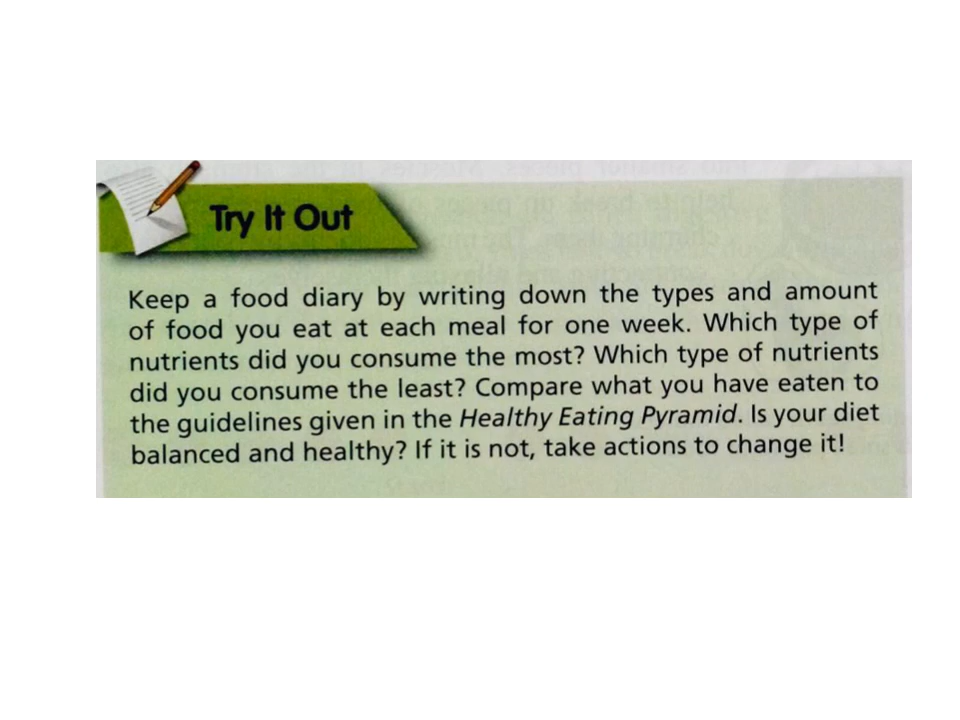 Try It Out
Keep a food diary by writing down the types and amount
of food you eat at each meal for one week. Which type of
nutrients did you consume the most? Which type of nutrients
did you consume the least? Compare what you have eaten to
the guidelines given in the Healthy Eating Pyramid. Is your diet
balanced and healthy? If it is not, take actions to change it!